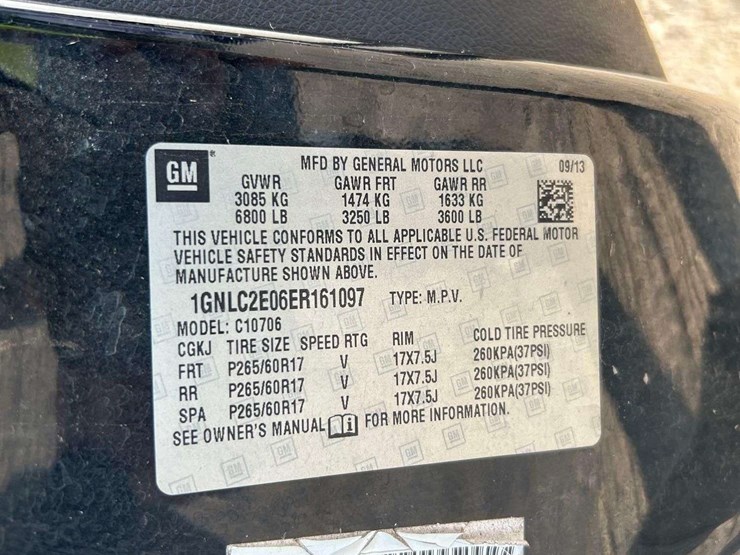 GM MFD BY GENERAL MOTORS LLC 09/13
GVWR GAWR FRT GAWR RR
3085 KG 1474 KG 1633 KG
6800 LB 3250 LB 3600 LB
THIS VEHICLE CONFORMS TO ALL APPLICABLE U.S. FEDERAL MOTOR
VEHICLE SAFETY STANDARDS IN EFFECT ON THE DATE OF
MANUFACTURE SHOWN ABOVE.
1GNLC2E06ER161097 TYPE: M.P.V.
MODEL: C10706
CGKJ TIRE SIZE SPEED RTG RIM COLD TIRE PRESSURE
FRT P265/60R17 V 17X7.5J 260KPA(37PSI)
RR P265/60R17 V 17X7.5J 260KPA(37PSI)
SPA P265/60R17 V 17X7.5J 260KPA(37PSI)
SEE OWNER'S MANUAL i FOR MORE INFORMATION.